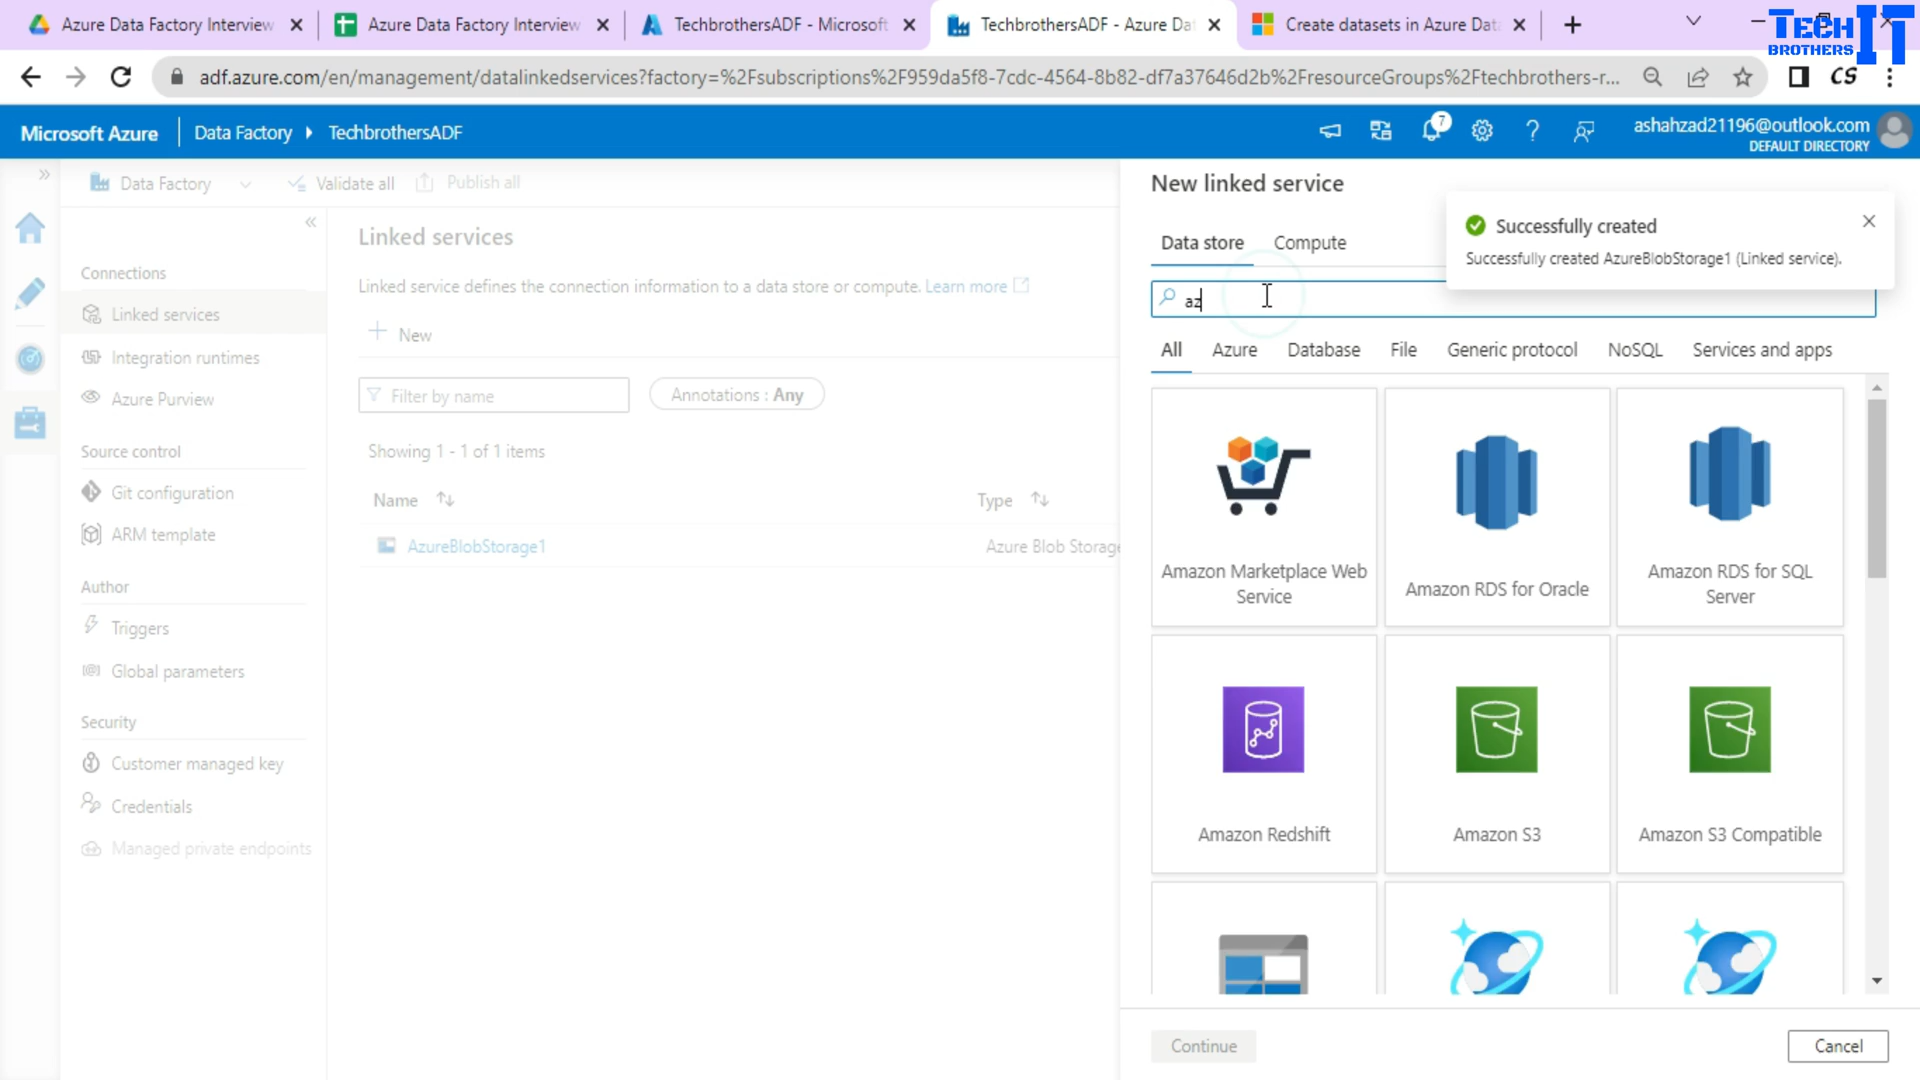 Azure Data Factory Interview
Azure Data Factory Interview
TechbrothersADF - Microsoft
TechbrothersADF - Azure Da
Create datasets in Azure Dat
TECH
BROTHERS
IT
adf.azure.com/en/management/datalinkedservices?factory=%2Fsubscriptions%2F959da5f8-7cdc-4564-8b82-df7a37646d2b%2FresourceGroups%2Ftechbrothers-r...
CS
Microsoft Azure
Data Factory
TechbrothersADF
7
ashahzad21196@outlook.com
DEFAULT DIRECTORY
Data Factory
Validate all
Publish all
Connections
Linked services
Integration runtimes
Azure Purview
Source control
Git configuration
ARM template
Author
Triggers
Global parameters
Security
Customer managed key
Credentials
Managed private endpoints
Linked services
Linked service defines the connection information to a data store or compute. Learn more
New
Filter by name
Annotations : Any
Showing 1 - 1 of 1 items
Name
Type
AzureBlobStorage1
Azure Blob Storage
New linked service
Successfully created
Successfully created AzureBlobStorage1 (Linked service).
Data store
Compute
az
All
Azure
Database
File
Generic protocol
NoSQL
Services and apps
Amazon Marketplace Web
Service
Amazon RDS for Oracle
Amazon RDS for SQL
Server
Amazon Redshift
Amazon S3
Amazon S3 Compatible
Continue
Cancel